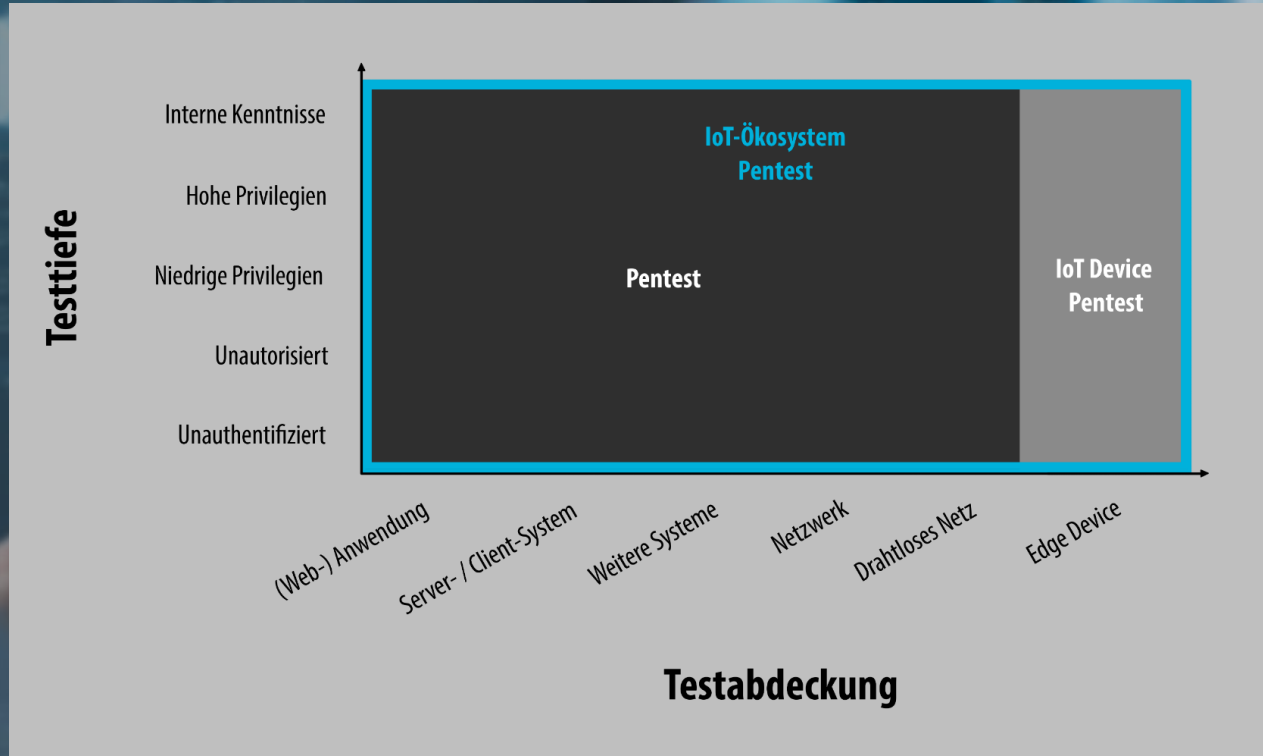 Testtiefe
Interne Kenntnisse
Hohe Privilegien
Niedrige Privilegien
Unautorisiert
Unauthentifiziert
IoT-Ökosystem
Pentest
Pentest
IoT Device
Pentest
(Web-) Anwendung
Server- / Client-System
Weitere Systeme
Netzwerk
Drahtloses Netz
Edge Device
Testabdeckung